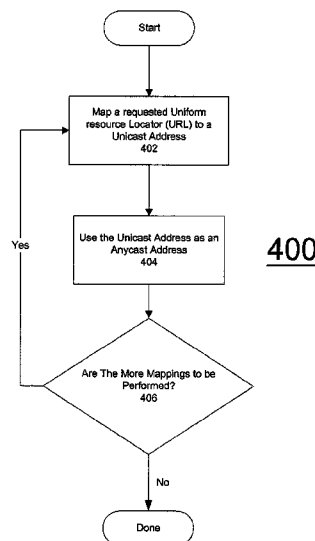 Start
Map a requested Uniform
resource Locator (URL) to a
Unicast Address
402
Yes
Use the Unicast Address as an
Anycast Address
404
400
Are The More Mappings to be
Performed?
406
No
Done